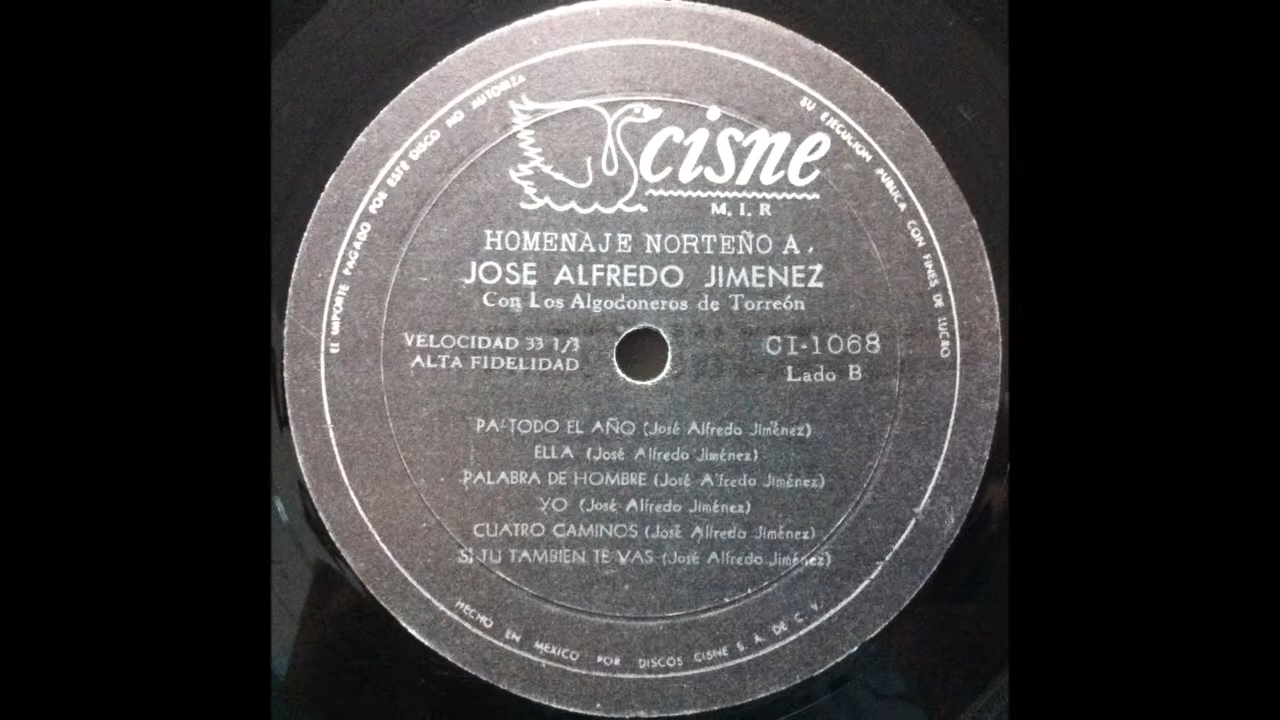 EL IMPORTE PAGADO POS ESTE DISCO NO AUTORIZA
SU EJECUCION PUBLICA CON FINES DE LUCRO
cisne
M. I. R
HOMENAJE NORTEÑO A.
JOSE ALFREDO JIMENEZ
Con Los Algodoneros de Torreón
VELOCIDAD 33 1/3
ALTA FIDELIDAD
CI-1068
Lado B
PA' TODO EL AÑO (José Alfredo Jiménez)
ELLA (José Alfredo Jiménez)
PALABRA DE HOMBRE (José Alfredo Jiménez)
YO (José Alfredo Jiménez)
CUATRO CAMINOS (José Alfredo Jiménez)
SI TU TAMBIEN TE VAS (José Alfredo Jiménez)
HECHO EN MEXICO POR DISCOS CISNE S. A. DE C. V.